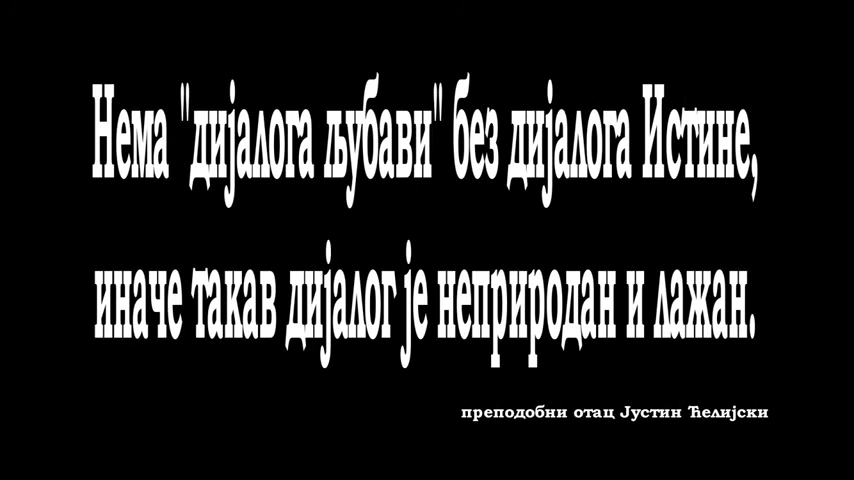 Нема "дијалога љубави" без дијалога Истине,
иначе такав дијалог је неприродан и лажан.
преподобни отац Јустин Ћелијски